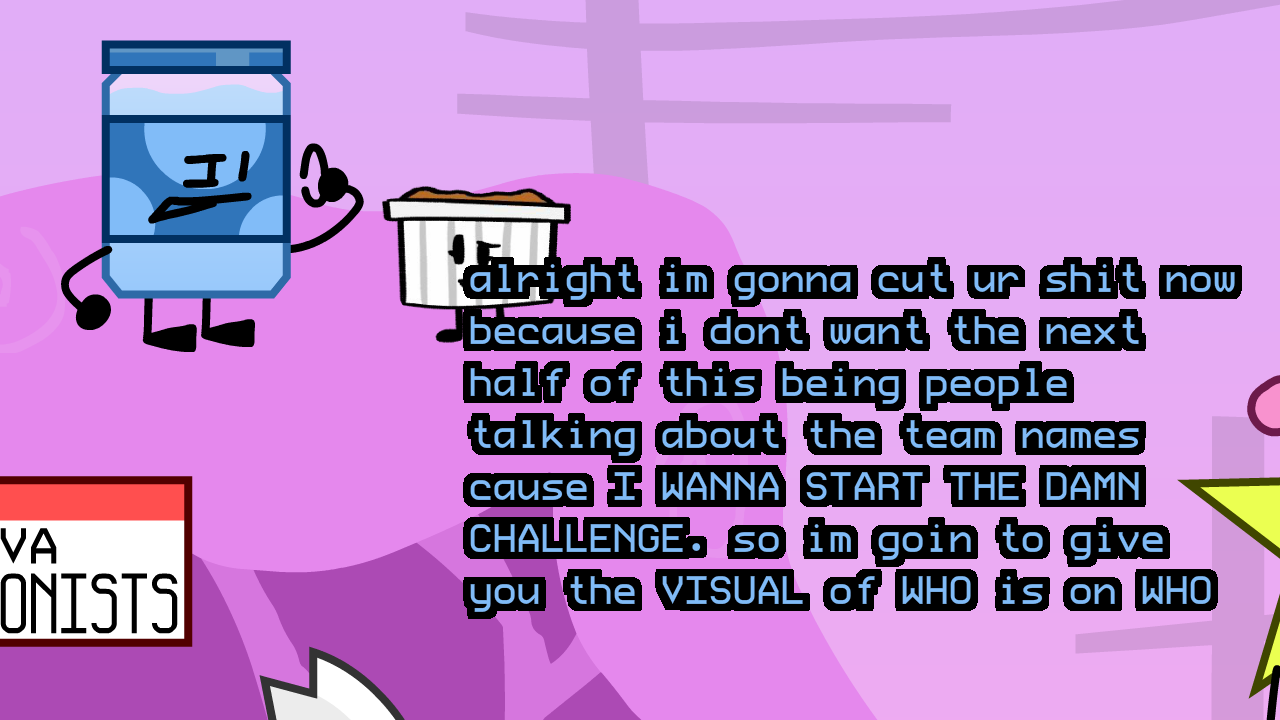 alright im gonna cut ur shit now
because i dont want the next
half of this being people
talking about the team names
cause I WANNA START THE DAMN
CHALLENGE. so im goin to give
you the VISUAL of WHO is on WHO
VA
ONISTS